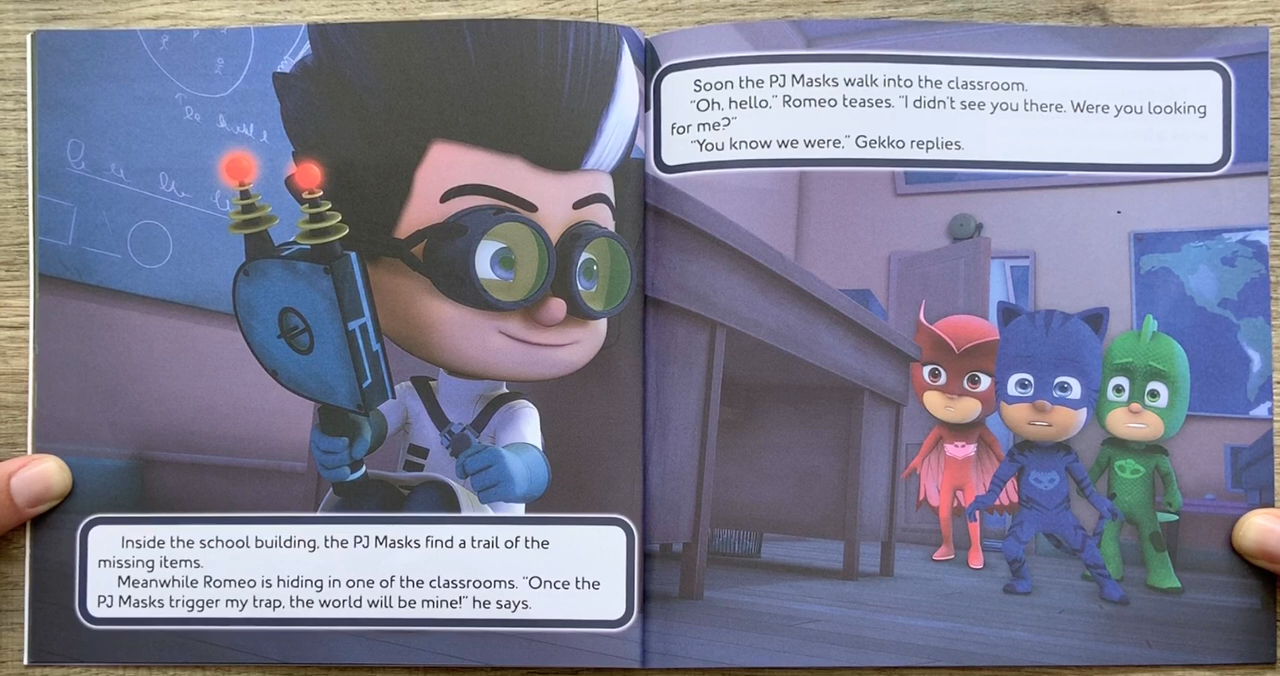 Inside the school building, the PJ Masks find a trail of the
missing items.
Meanwhile Romeo is hiding in one of the classrooms. “Once the
PJ Masks trigger my trap, the world will be mine!” he says.
Soon the PJ Masks walk into the classroom.
“Oh, hello,” Romeo teases. “I didn’t see you there. Were you looking
for me?”
“You know we were,” Gekko replies.